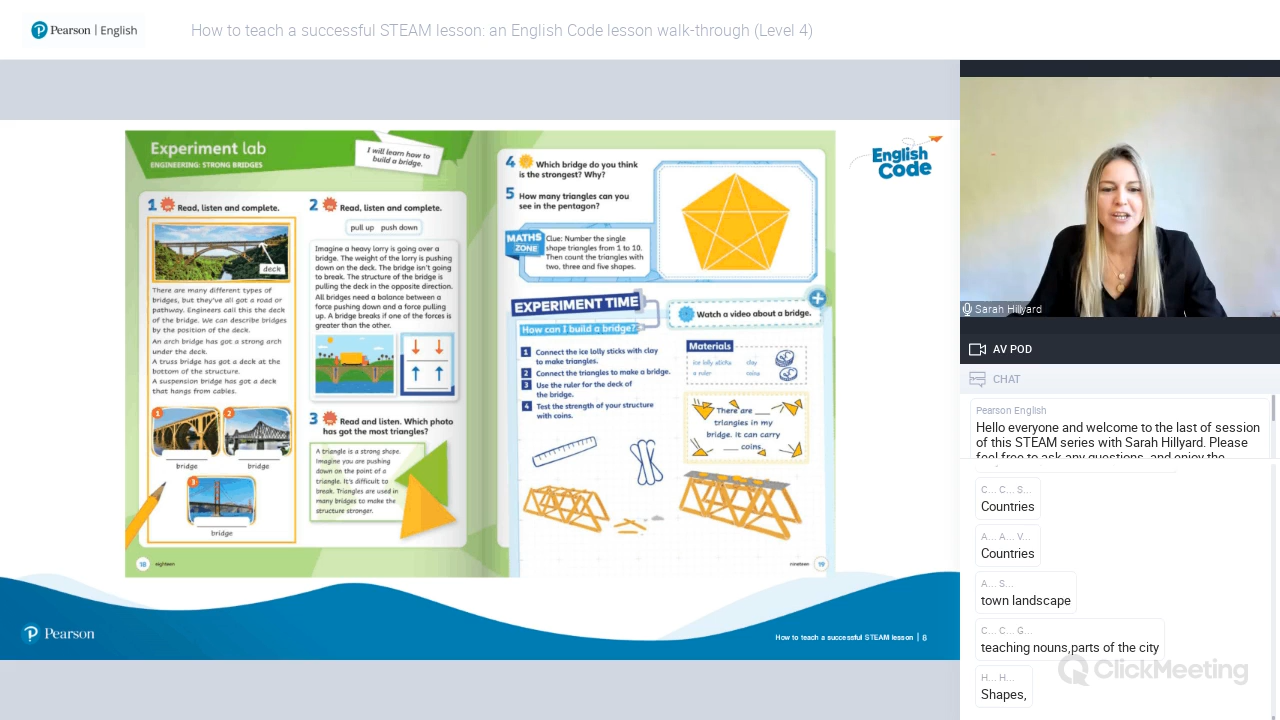 Pearson | English
How to teach a successful STEAM lesson: an English Code lesson walk-through (Level 4)
Experiment lab
ENGINEERING: STRONG BRIDGES
I will learn how to
build a bridge.
1 Read, listen and complete.
deck
There are many different types of
bridges, but they've all got a road or
pathway. Engineers call this the deck
of the bridge. We can describe bridges
by the position of the deck.
An arch bridge has got a strong arch
under the deck.
A truss bridge has got a deck at the
bottom of the structure.
A suspension bridge has got a deck
that hangs from cables.
1
2
bridge
bridge
3
bridge
18 eighteen
2 Read, listen and complete.
pull up push down
Imagine a heavy lorry is going over a
bridge. The weight of the lorry is pushing
down on the deck. The bridge isn't going
to break. The structure of the bridge is
pulling the deck in the opposite direction.
All bridges need a balance between a
force pushing down and a force pulling
up. A bridge breaks if one of the forces is
greater than the other.
3 Read and listen. Which photo
has got the most triangles?
A triangle is a strong shape.
Imagine you are pushing
down on the point of a
triangle. It's difficult to
break. Triangles are used in
many bridges to make the
structure stronger.
4 Which bridge do you think
is the strongest? Why?
5 How many triangles can you
see in the pentagon?
MATHS
ZONE
Clue: Number the single
shape triangles from 1 to 10.
Then count the triangles with
two, three and five shapes.
EXPERIMENT TIME
How can I build a bridge?
1 Connect the ice lolly sticks with clay
to make triangles.
2 Connect the triangles to make a bridge.
3 Use the ruler for the deck of
the bridge.
4 Test the strength of your structure
with coins.
Watch a video about a bridge.
Materials
ice lolly sticks clay
a ruler coins
There are ___
triangles in my
bridge. It can carry
___ coins.
nineteen 19
English
Code
Pearson
How to teach a successful STEAM lesson | 6
Sarah Hillyard
AV POD
CHAT
Pearson English
Hello everyone and welcome to the last of session
of this STEAM series with Sarah Hillyard. Please
feel free to ask any questions, and enjoy the
C... C... S...
Countries
A... A... V...
Countries
A... S...
town landscape
C... C... G...
teaching nouns,parts of the city
H... H...
Shapes,
ClickMeeting